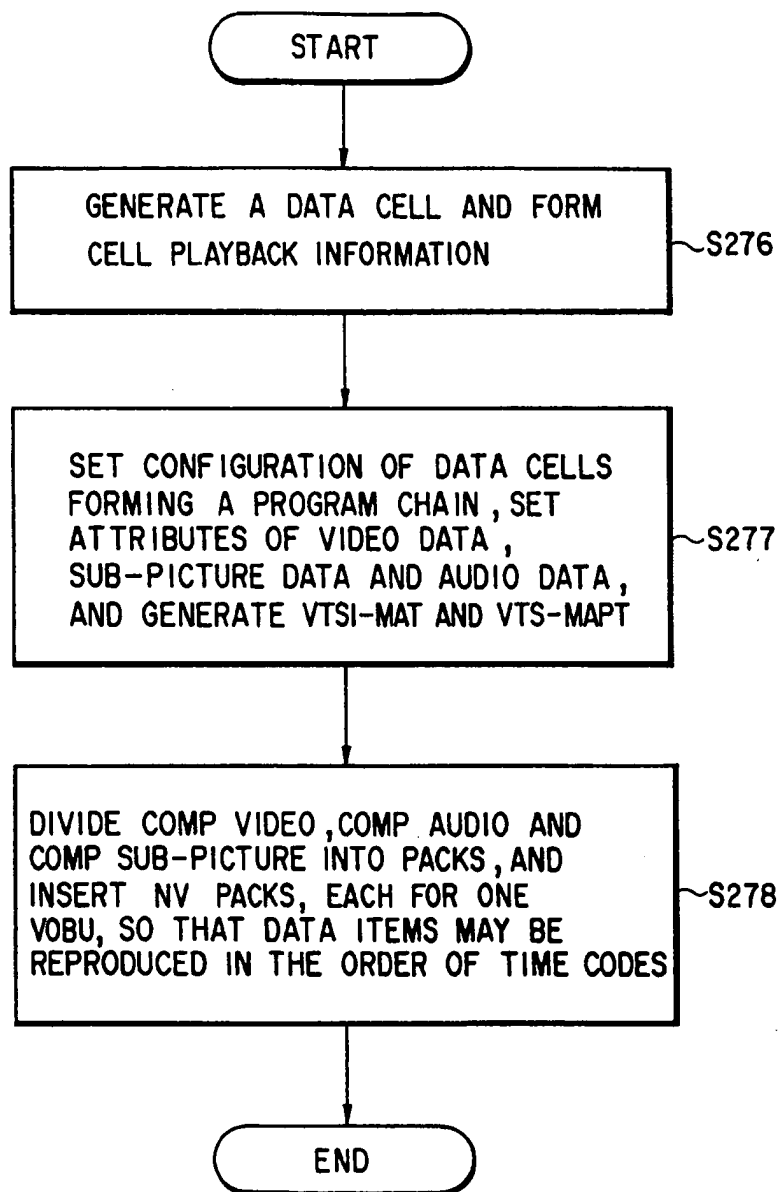 START
GENERATE A DATA CELL AND FORM
CELL PLAYBACK INFORMATION
S276
SET CONFIGURATION OF DATA CELLS
FORMING A PROGRAM CHAIN, SET
ATTRIBUTES OF VIDEO DATA,
SUB-PICTURE DATA AND AUDIO DATA,
AND GENERATE VTSI-MAT AND VTS-MAPT
S277
DIVIDE COMP VIDEO, COMP AUDIO AND
COMP SUB-PICTURE INTO PACKS, AND
INSERT NV PACKS, EACH FOR ONE
VOBU, SO THAT DATA ITEMS MAY BE
REPRODUCED IN THE ORDER OF TIME CODES
S278
END